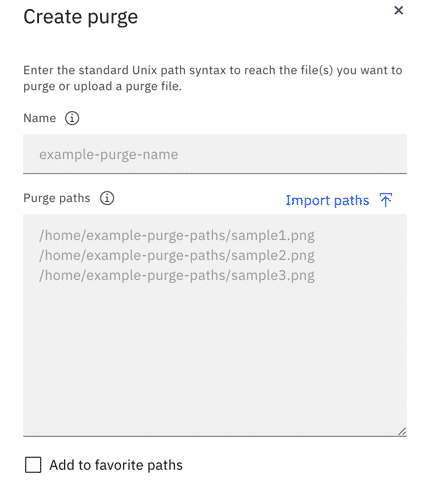 Create purge
Enter the standard Unix path syntax to reach the file(s) you want to
purge or upload a purge file.
Name
example-purge-name
Purge paths
Import paths
/home/example-purge-paths/sample1.png
/home/example-purge-paths/sample2.png
/home/example-purge-paths/sample3.png
Add to favorite paths